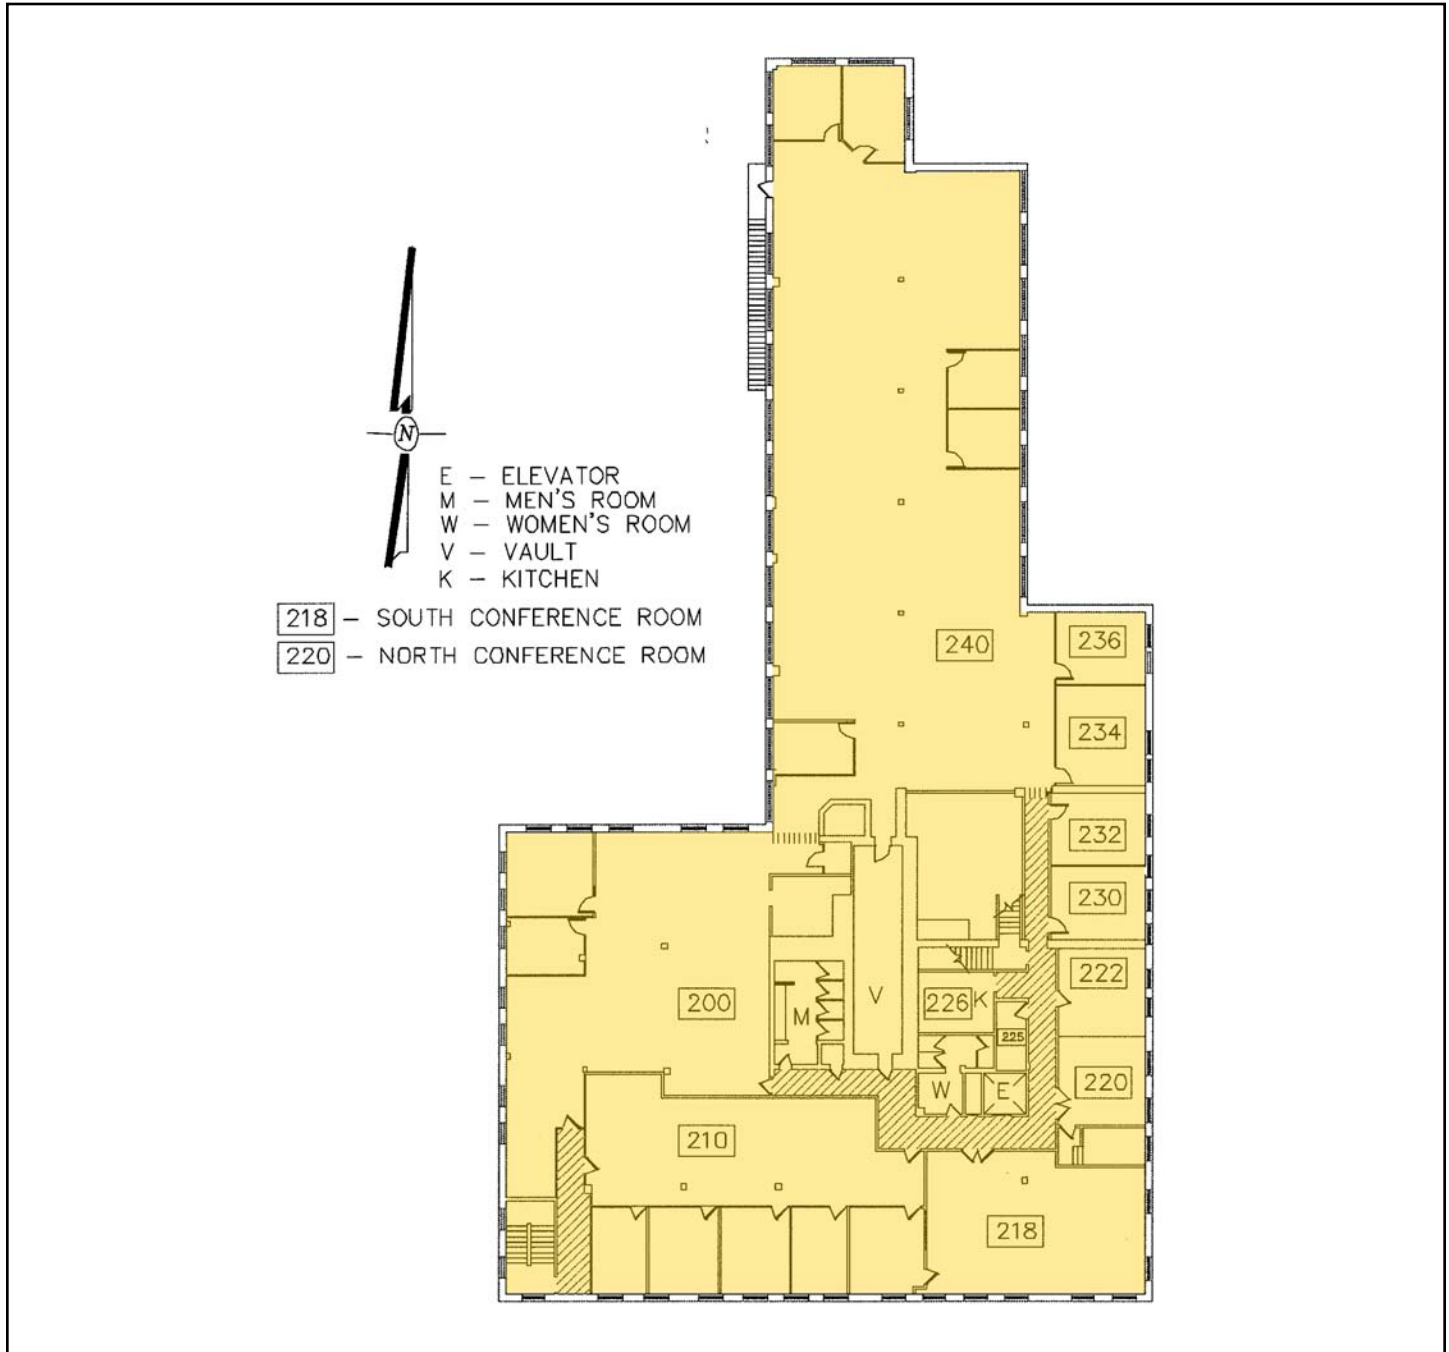 N
E – ELEVATOR
M – MEN'S ROOM
W – WOMEN'S ROOM
V – VAULT
K – KITCHEN
218 – SOUTH CONFERENCE ROOM
220 – NORTH CONFERENCE ROOM
240
236
234
232
230
222
200
M
V
226 K
225
W
E
220
210
218